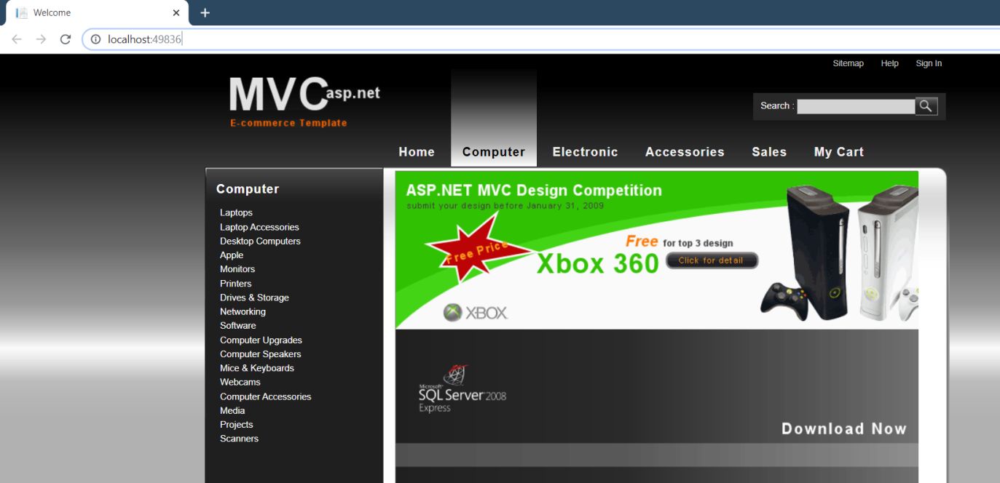 Welcome
localhost:49836
Sitemap Help Sign In
MVC asp.net
E-commerce Template
Search :
Home Computer Electronic Accessories Sales My Cart
Computer
Laptops
Laptop Accessories
Desktop Computers
Apple
Monitors
Printers
Drives & Storage
Networking
Software
Computer Upgrades
Computer Speakers
Mice & Keyboards
Webcams
Computer Accessories
Media
Projects
Scanners
ASP.NET MVC Design Competition
submit your design before January 31, 2009
Free Price
Free for top 3 design
Xbox 360 Click for detail
XBOX
Microsoft
SQL Server 2008
Express
Download Now